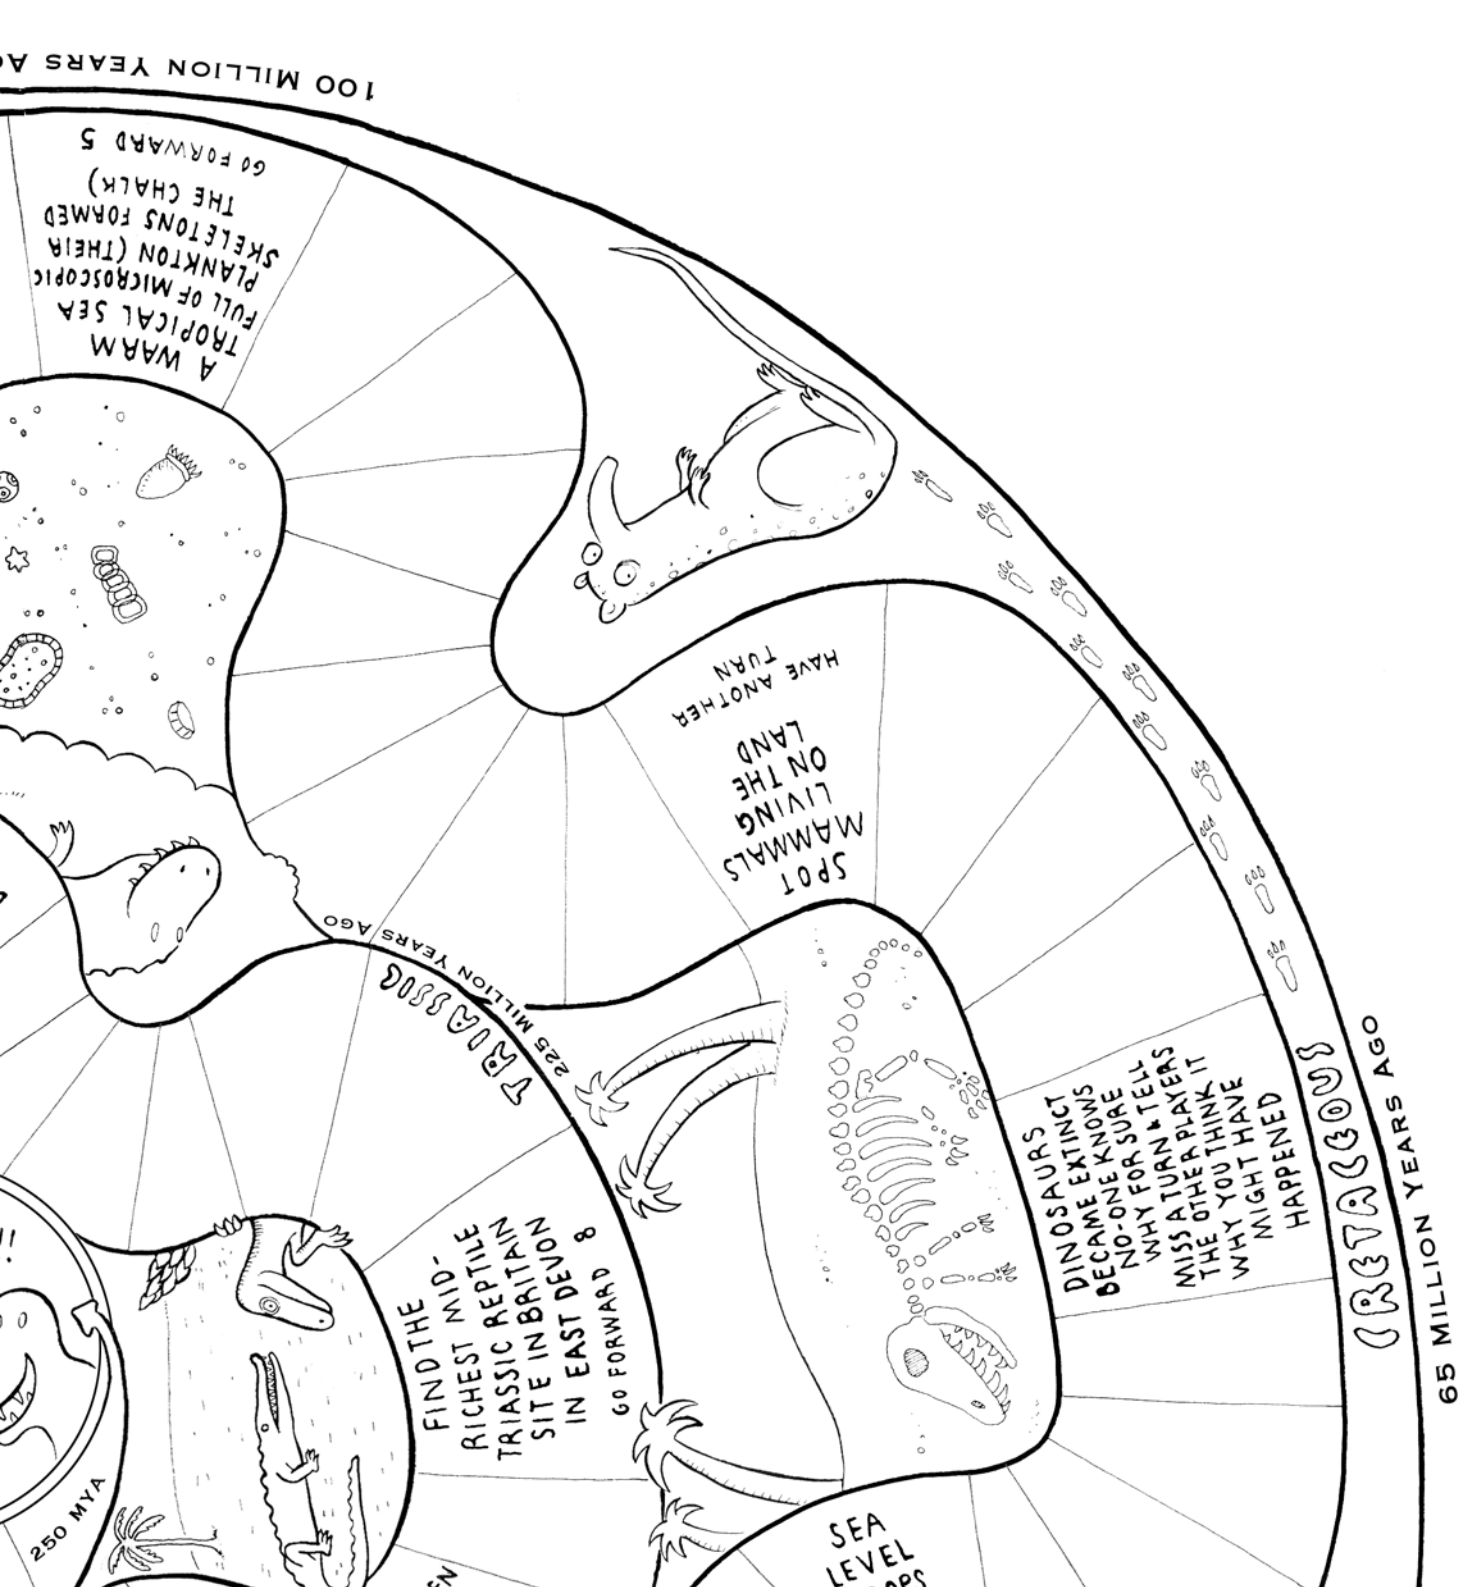 100 MILLION YEARS A
A WARM
TROPICAL SEA
FULL OF MICROSCOPIC
PLANKTON (THEIR
SKELETONS FORMED
THE CHALK)
GO FORWARD 5
SPOT
MAMMALS
LIVING
ON THE
LAND
HAVE ANOTHER
TURN
225 MILLION YEARS AGO
TRIASSIC
DINOSAURS
BECAME EXTINCT
NO-ONE KNOWS
WHY FOR SURE
MISS A TURN & TELL
THE OTHER PLAYERS
WHY YOU THINK IT
MIGHT HAVE
HAPPENED
CRETACEOUS
65 MILLION YEARS AGO
FIND THE
RICHEST MID-
TRIASSIC REPTILE
SITE IN BRITAIN
IN EAST DEVON
GO FORWARD 8
250 MYA
SEA
LEVEL